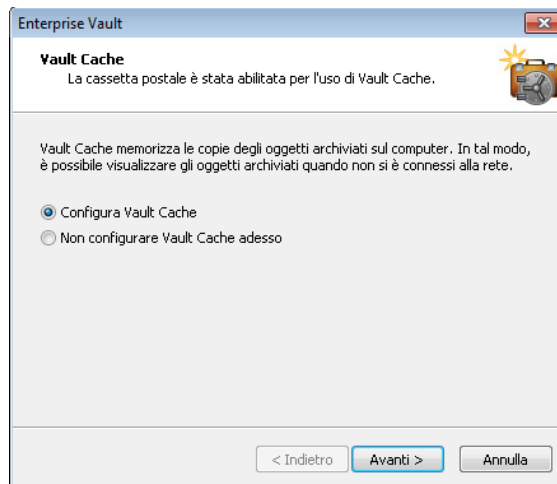 Enterprise Vault
Vault Cache
La cassetta postale è stata abilitata per l'uso di Vault Cache.
Vault Cache memorizza le copie degli oggetti archiviati sul computer. In tal modo,
è possibile visualizzare gli oggetti archiviati quando non si è connessi alla rete.
Configura Vault Cache
Non configurare Vault Cache adesso
< Indietro Avanti > Annulla